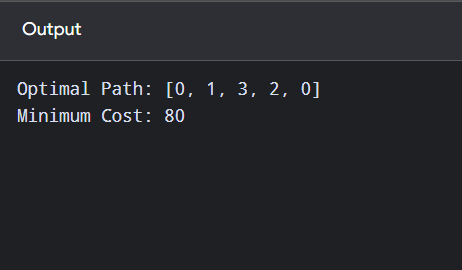 Output
Optimal Path: [0, 1, 3, 2, 0]
Minimum Cost: 80